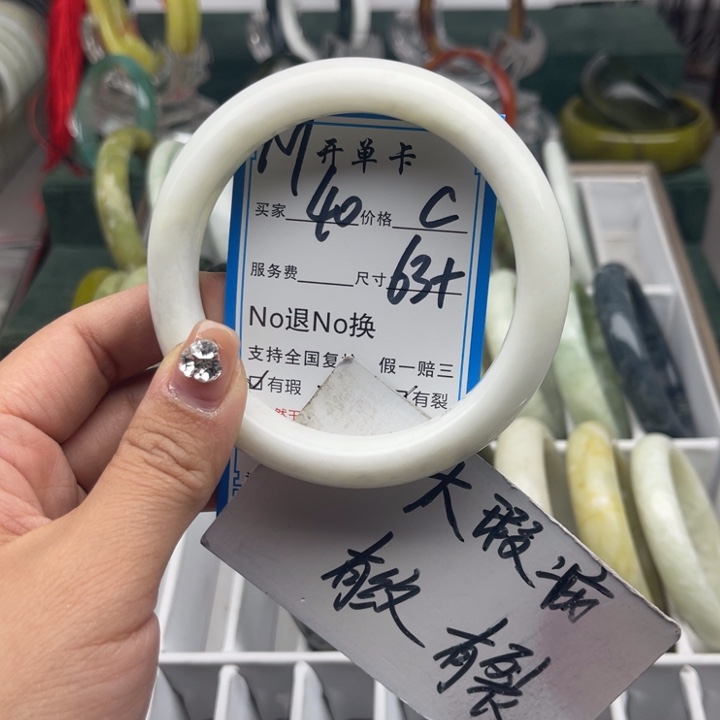 M 开单卡
买家 40 价格 C
服务费 尺寸 63+
No退No换
支持全国复 假一赔三
有瑕 有裂
然
大瑕病
有纹
有裂